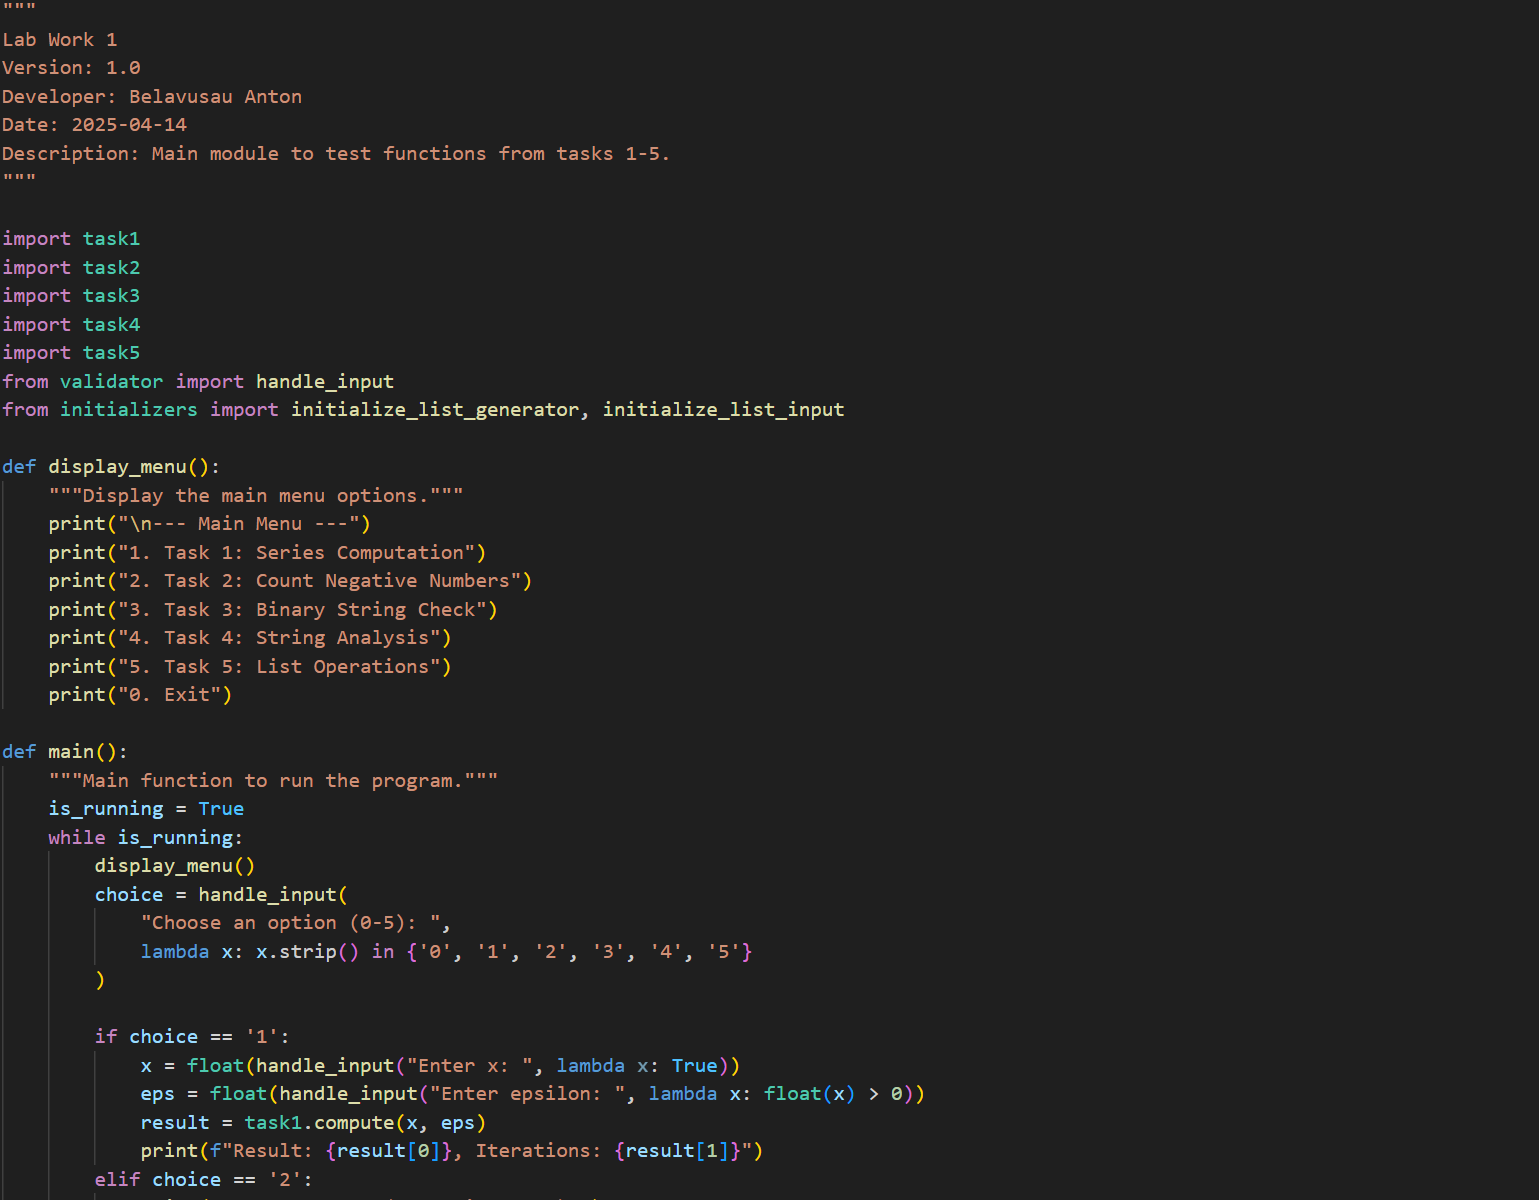 """
Lab Work 1
Version: 1.0
Developer: Belavusau Anton
Date: 2025-04-14
Description: Main module to test functions from tasks 1-5.
"""

import task1
import task2
import task3
import task4
import task5
from validator import handle_input
from initializers import initialize_list_generator, initialize_list_input

def display_menu():
    """Display the main menu options."""
    print("\n--- Main Menu ---")
    print("1. Task 1: Series Computation")
    print("2. Task 2: Count Negative Numbers")
    print("3. Task 3: Binary String Check")
    print("4. Task 4: String Analysis")
    print("5. Task 5: List Operations")
    print("0. Exit")

def main():
    """Main function to run the program."""
    is_running = True
    while is_running:
        display_menu()
        choice = handle_input(
            "Choose an option (0-5): ",
            lambda x: x.strip() in {'0', '1', '2', '3', '4', '5'}
        )

        if choice == '1':
            x = float(handle_input("Enter x: ", lambda x: True))
            eps = float(handle_input("Enter epsilon: ", lambda x: float(x) > 0))
            result = task1.compute(x, eps)
            print(f"Result: {result[0]}, Iterations: {result[1]}")
        elif choice == '2':